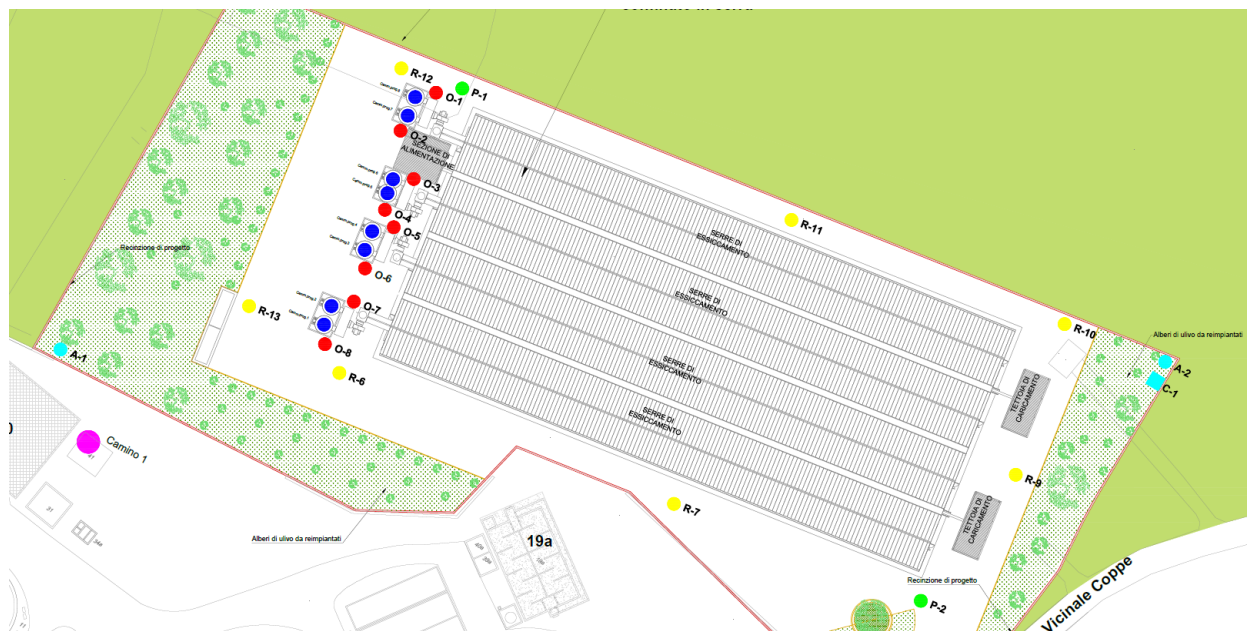 R-12
O-1
P-1
O-2
SEZIONE DI
ALIMENTAZIONE
O-3
O-4
O-5
O-6
O-7
O-8
R-13
R-6
R-11
SERRE DI
ESSICCAMENTO
SERRE DI
ESSICCAMENTO
SERRE DI
ESSICCAMENTO
SERRE DI
ESSICCAMENTO
R-10
Alberi di ulivo da reimpiantati
A-2
C-1
TETTOIA DI
CARICAMENTO
R-9
TETTOIA DI
CARICAMENTO
Recinzione di progetto
A-1
Camino 1
41
31
34a
Alberi di ulivo da reimpiantati
19a
R-7
Recinzione di progetto
P-2
Vicinale Coppe